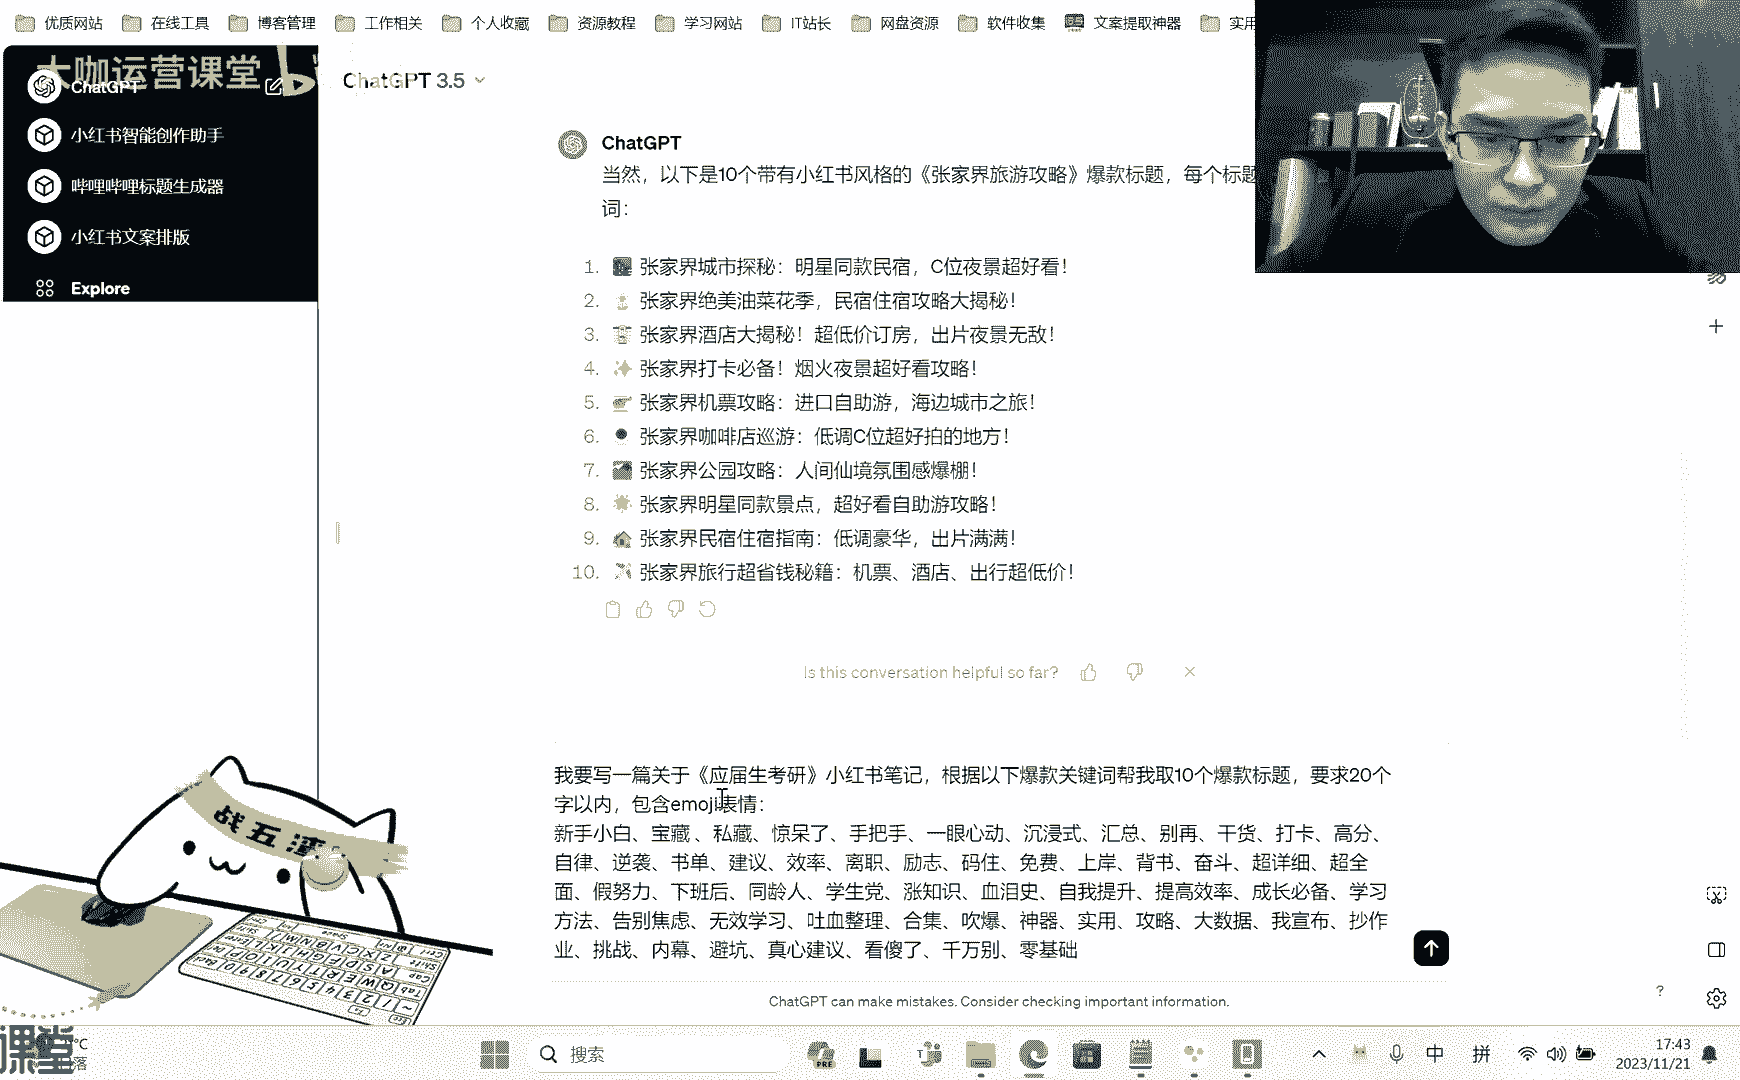 优质网站
在线工具
博客管理
工作相关
个人收藏
资源教程
学习网站
IT站长
网盘资源
软件收集
文案提取神器
实用
大咖运营课堂
ChatGPT
小红书智能创作助手
哔哩哔哩标题生成器
小红书文案排版
Explore
ChatGPT 3.5
ChatGPT
当然，以下是10个带有小红书风格的《张家界旅游攻略》爆款标题，每个标题
词：
1. 张家界城市探秘：明星同款民宿，C位夜景超好看！
2. 张家界绝美油菜花季，民宿住宿攻略大揭秘！
3. 张家界酒店大揭秘！超低价订房，出片夜景无敌！
4. 张家界打卡必备！烟火夜景超好看攻略！
5. 张家界机票攻略：进口自助游，海边城市之旅！
6. 张家界咖啡店巡游：低调C位超好拍的地方！
7. 张家界公园攻略：人间仙境氛围感爆棚！
8. 张家界明星同款景点，超好看自助游攻略！
9. 张家界民宿住宿指南：低调豪华，出片满满！
10. 张家界旅行超省钱秘籍：机票、酒店、出行超低价！
Is this conversation helpful so far?
我要写一篇关于《应届生考研》小红书笔记，根据以下爆款关键词帮我取10个爆款标题，要求20个
字以内，包含emoji表情：
新手小白、宝藏 、私藏、惊呆了、手把手、一眼心动、沉浸式、汇总、别再、干货、打卡、高分、
自律、逆袭、书单、建议、效率、离职、励志、码住、免费、上岸、背书、奋斗、超详细、超全
面、假努力、下班后、同龄人、学生党、涨知识、血泪史、自我提升、提高效率、成长必备、学习
方法、告别焦虑、无效学习、吐血整理、合集、吹爆、神器、实用、攻略、大数据、我宣布、抄作
业、挑战、内幕、避坑、真心建议、看傻了、千万别、零基础
ChatGPT can make mistakes. Consider checking important information.
?
战五渣
课堂
搜索
PRE
中
拼
17:43
2023/11/21